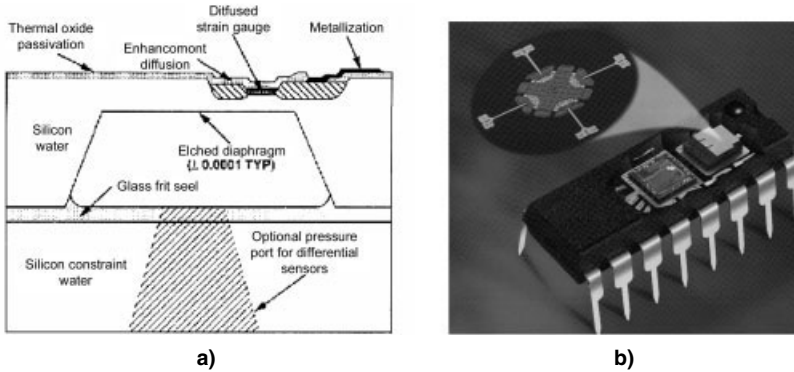 Thermal oxide
passivation
Enhancomont
diffusion
Ditfused
strain gauge
Metallization
Silicon
water
Elched diaphragm
(⊥ 0.0001 TYP)
Glass frit seel
Silicon constraint
water
Optional pressure
port for differential
sensors
a)
b)